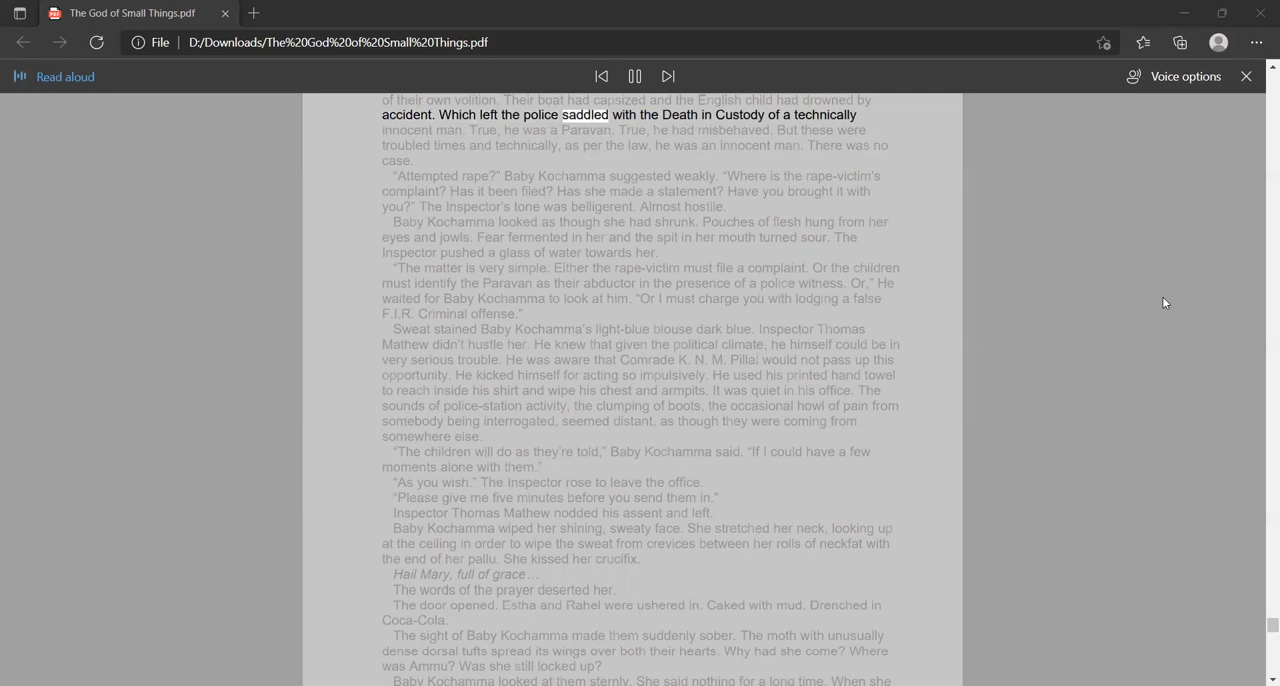 The God of Small Things.pdf
File D:/Downloads/The%20God%20of%20Small%20Things.pdf
Read aloud
Voice options
of their own volition. Their boat had capsized and the English child had drowned by
accident. Which left the police saddled with the Death in Custody of a technically
innocent man. True, he was a Paravan. True, he had misbehaved. But these were
troubled times and technically, as per the law, he was an innocent man. There was no
case.
“Attempted rape?” Baby Kochamma suggested weakly. “Where is the rape-victim's
complaint? Has it been filed? Has she made a statement? Have you brought it with
you?” The Inspector's tone was belligerent. Almost hostile.
Baby Kochamma looked as though she had shrunk. Pouches of flesh hung from her
eyes and jowls. Fear fermented in her and the spit in her mouth turned sour. The
Inspector pushed a glass of water towards her.
“The matter is very simple. Either the rape-victim must file a complaint. Or the children
must identify the Paravan as their abductor in the presence of a police witness. Or,” He
waited for Baby Kochamma to look at him. “Or I must charge you with lodging a false
F.I.R. Criminal offense.”
Sweat stained Baby Kochamma's light-blue blouse dark blue. Inspector Thomas
Mathew didn't hustle her. He knew that given the political climate, he himself could be in
very serious trouble. He was aware that Comrade K. N. M. Pillai would not pass up this
opportunity. He kicked himself for acting so impulsively. He used his printed hand towel
to reach inside his shirt and wipe his chest and armpits. It was quiet in his office. The
sounds of police-station activity, the clumping of boots, the occasional howl of pain from
somebody being interrogated, seemed distant, as though they were coming from
somewhere else.
“The children will do as they're told,” Baby Kochamma said. “If I could have a few
moments alone with them.”
“As you wish.” The Inspector rose to leave the office.
“Please give me five minutes before you send them in.”
Inspector Thomas Mathew nodded his assent and left.
Baby Kochamma wiped her shining, sweaty face. She stretched her neck, looking up
at the ceiling in order to wipe the sweat from crevices between her rolls of neckfat with
the end of her pallu. She kissed her crucifix.
Hail Mary, full of grace…
The words of the prayer deserted her.
The door opened. Estha and Rahel were ushered in. Caked with mud. Drenched in
Coca-Cola.
The sight of Baby Kochamma made them suddenly sober. The moth with unusually
dense dorsal tufts spread its wings over both their hearts. Why had she come? Where
was Ammu? Was she still locked up?
Baby Kochamma looked at them sternly. She said nothing for a long time. When she